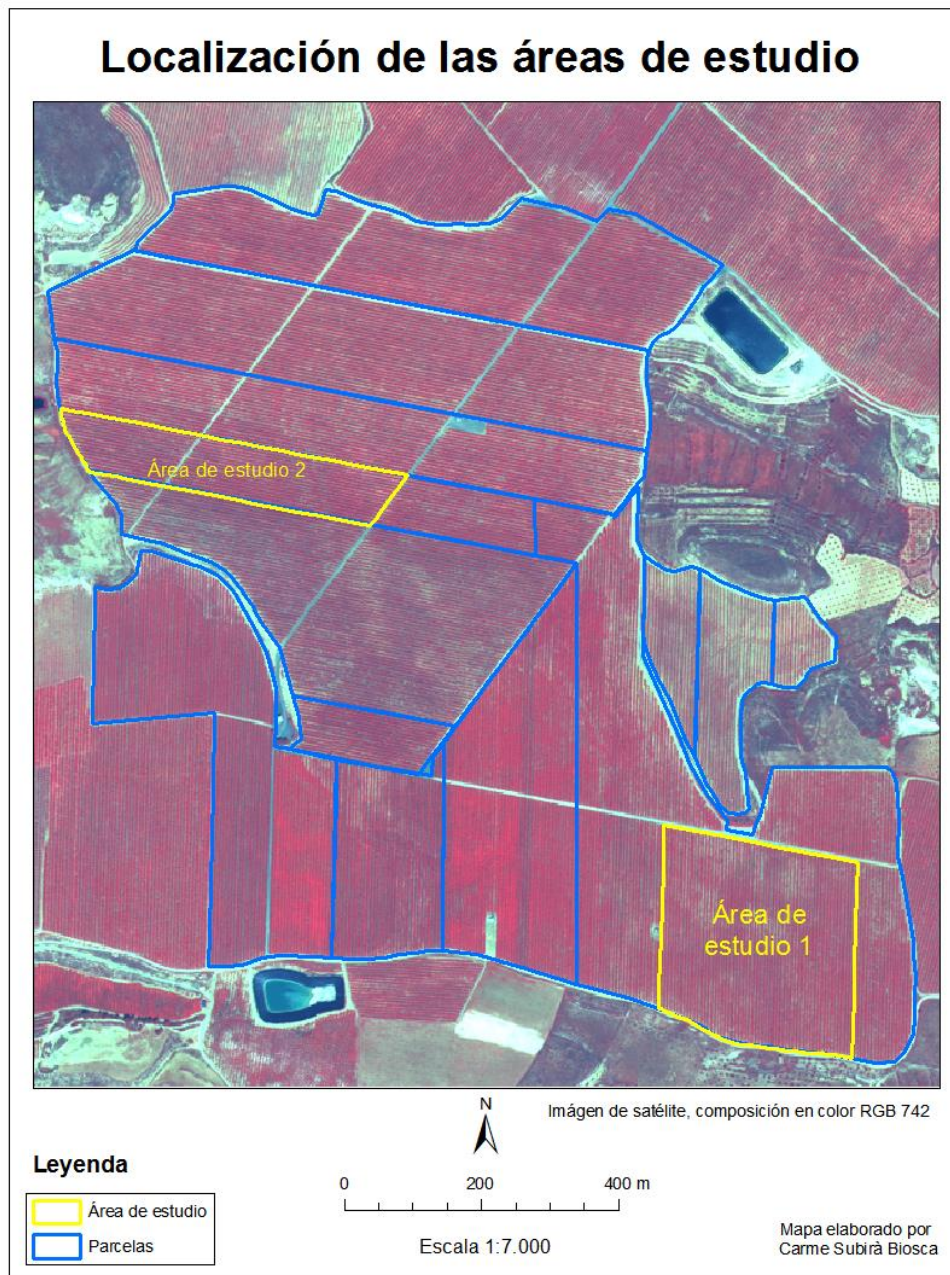 Localización de las áreas de estudio
Área de estudio 2
Área de
estudio 1
N
Imágen de satélite, composición en color RGB 742
Leyenda
Área de estudio
Parcelas
0 200 400 m
Escala 1:7.000
Mapa elaborado por
Carme Subirà Biosca